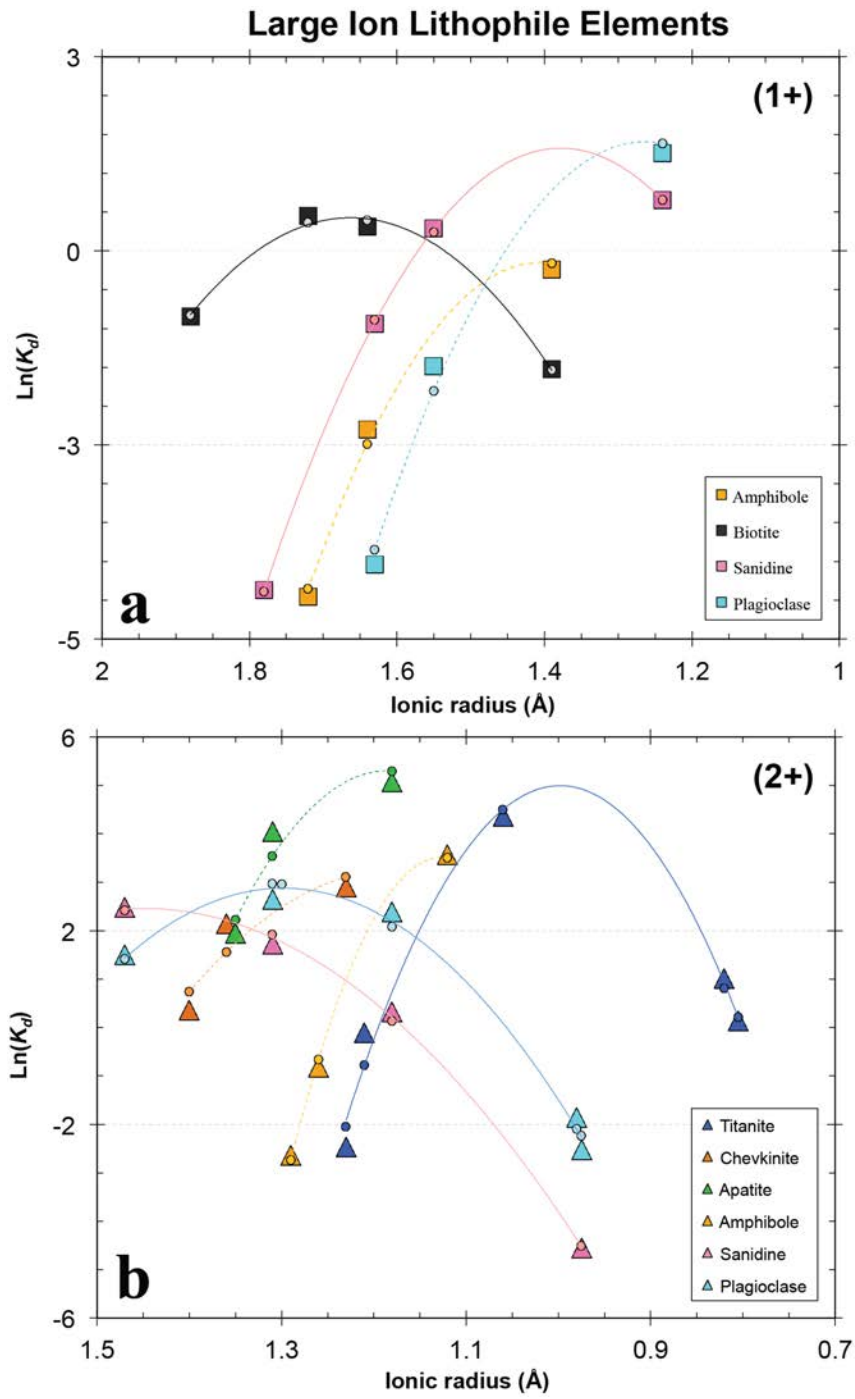 Large Ion Lithophile Elements
3
(1+)
0
Ln(Kd)
-3
Amphibole
Biotite
Sanidine
Plagioclase
a
-5
2
1.8
1.6
1.4
1.2
1
Ionic radius (Å)
6
(2+)
2
Ln(Kd)
-2
Titanite
Chevkinite
Apatite
Amphibole
Sanidine
Plagioclase
b
-6
1.5
1.3
1.1
0.9
0.7
Ionic radius (Å)